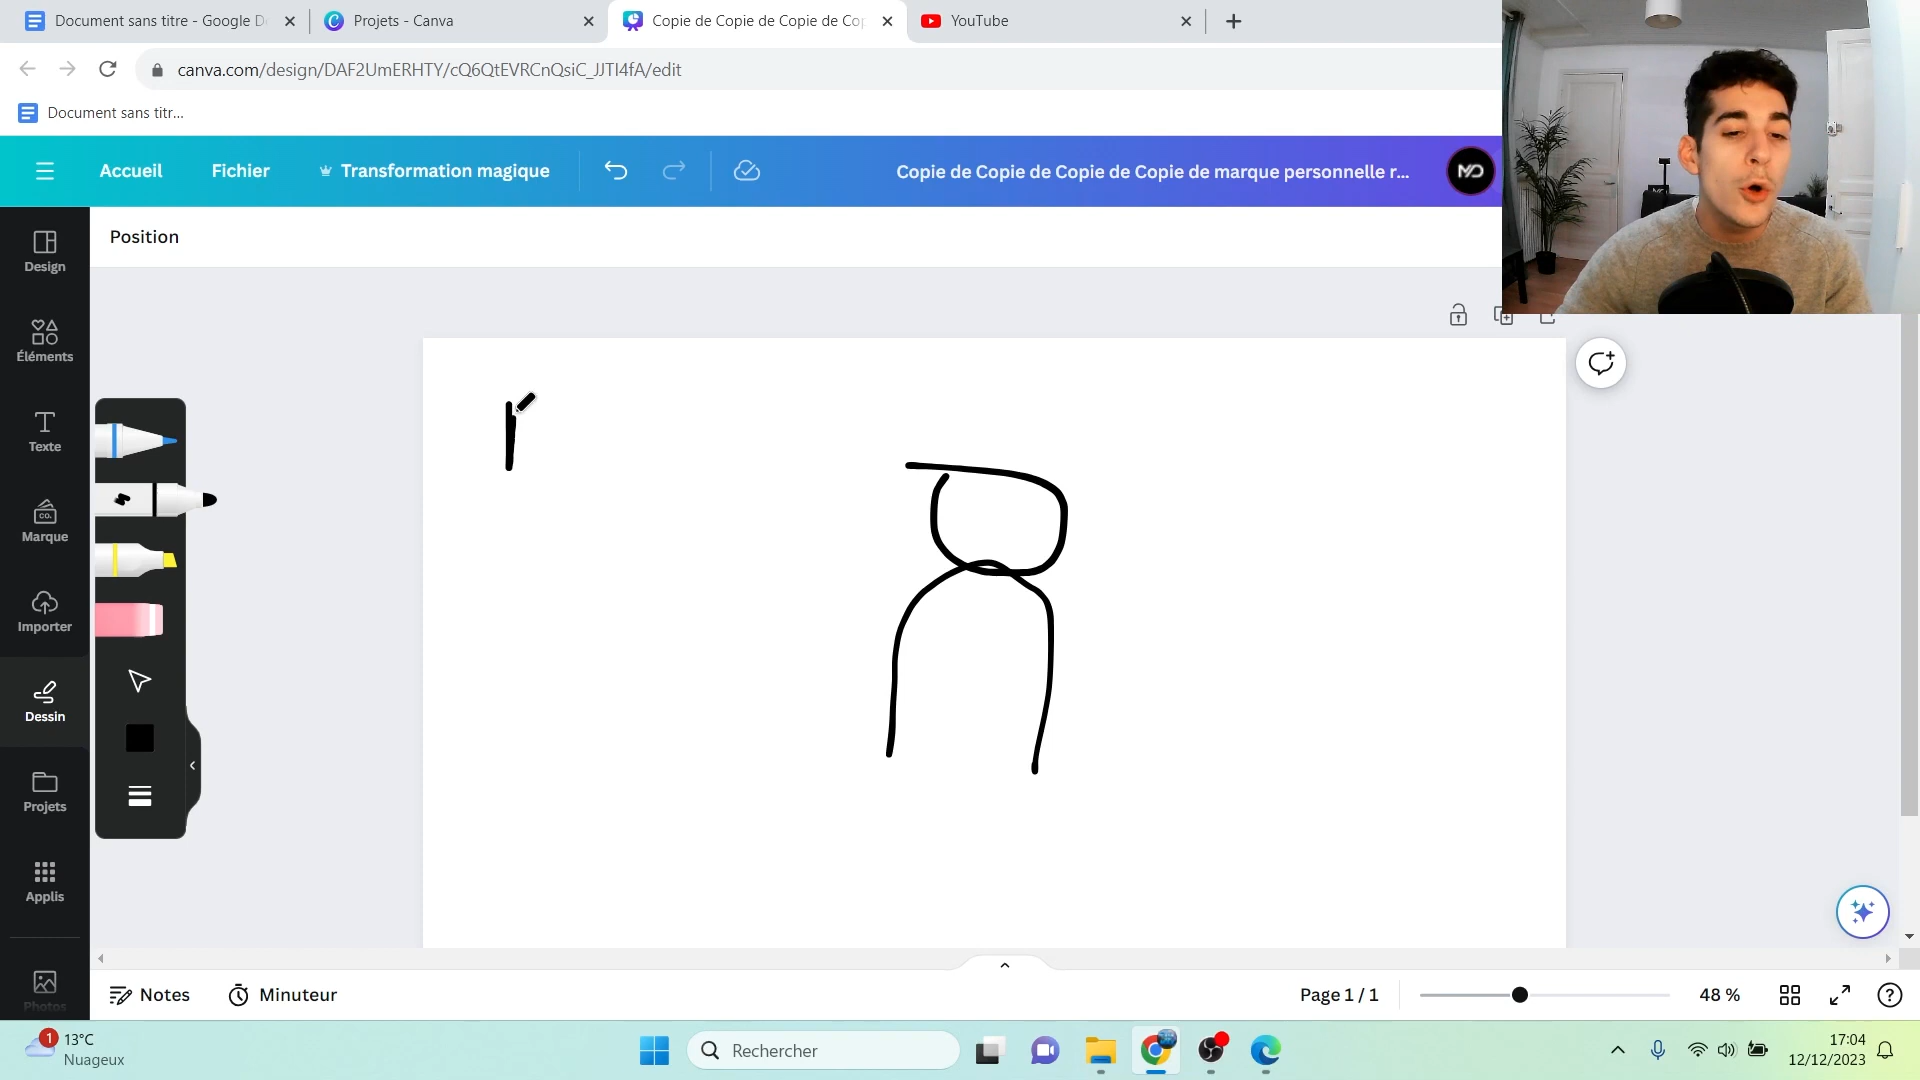 Document sans titre - Google D
Projets - Canva
Copie de Copie de Copie de Cop
YouTube
canva.com/design/DAF2UmERHTY/cQ6QtEVRCnQsiC_JJTI4fA/edit
Document sans titr...
Accueil
Fichier
Transformation magique
Copie de Copie de Copie de Copie de marque personnelle r...
Position
Design
Éléments
Texte
CO.
Marque
Importer
Dessin
Projets
Applis
Photos
Notes
Minuteur
Page 1 / 1
48 %
1
13°C
Nuageux
Rechercher
17:04
12/12/2023